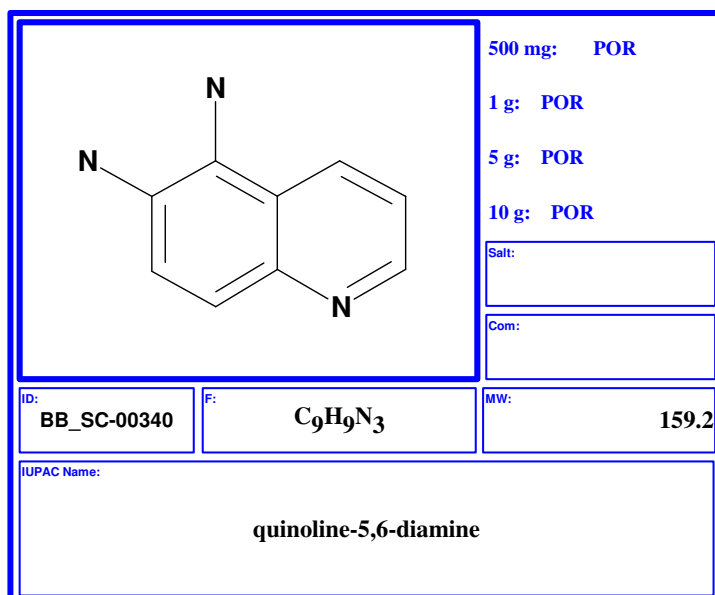 N
N
N
500 mg: POR
1 g: POR
5 g: POR
10 g: POR
Salt:
Com:
ID:
BB_SC-00340
F:
C9H9N3
MW:
159.2
IUPAC Name:
quinoline-5,6-diamine